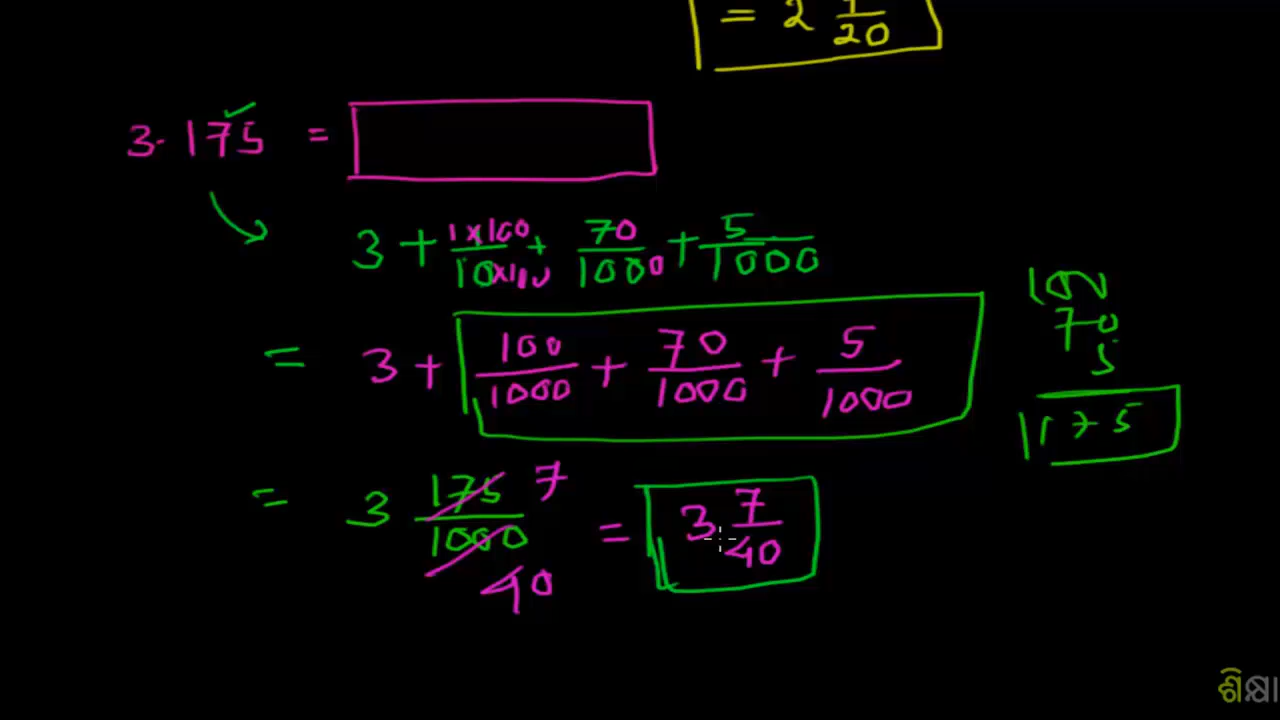 = 2 1/20
3.175 =
3 + 1×100/10×100 + 70/1000 + 5/1000
= 3 + 100/1000 + 70/1000 + 5/1000
100
70
5
175
= 3 175/1000 7/40 = 3 7/40
ଶିକ୍ଷା